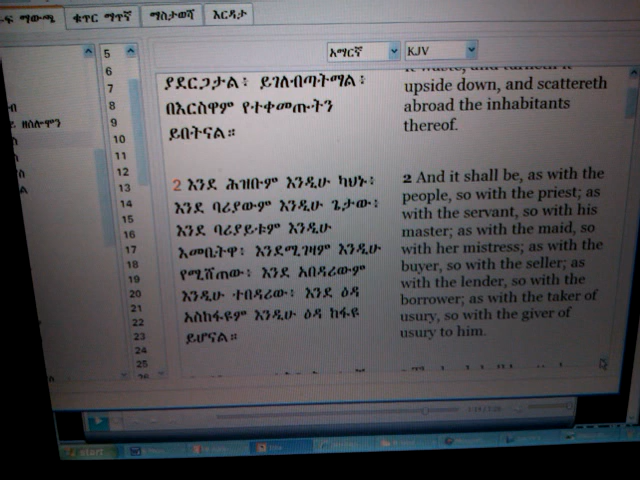 ቁጥር ማጥኛ
ማስታወሻ
እርዳታ
አማርኛ
KJV
5
6
7
8
9
10
11
12
13
14
15
16
17
18
19
20
21
22
23
24
25
ያደርጋታል፤ ይገለብጣትማል፤
በእርስዋም የተቀመጡትን
ይበትናል።
2 እንደ ሕዝቡም እንዲሁ ካህኑ፤
እንደ ባሪያውም እንዲሁ ጌታው፤
እንደ ባሪያይቱም እንዲሁ
እመቤትዋ፤ እንደሚገዛም እንዲሁ
የሚሸጠው፤ እንደ አበዳሪውም
እንዲሁ ተበዳሪው፤ እንደ ዕዳ
አስከፋዩም እንዲሁ ዕዳ ከፋዩ
ይሆናል።
upside down, and scattereth
abroad the inhabitants
thereof.
2 And it shall be, as with the
people, so with the priest; as
with the servant, so with his
master; as with the maid, so
with her mistress; as with the
buyer, so with the seller; as
with the lender, so with the
borrower; as with the taker of
usury, so with the giver of
usury to him.
start